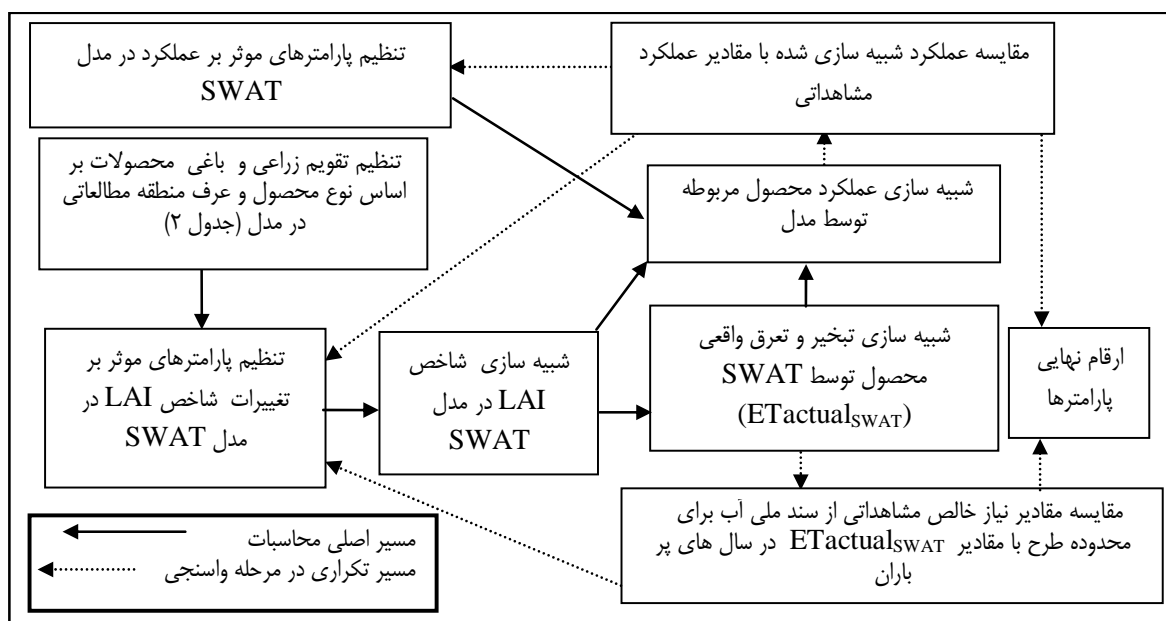 تنظیم پارامترهای موثر بر عملکرد در مدل
SWAT
مقایسه عملکرد شبیه سازی شده با مقادیر عملکرد
مشاهداتی
تنظیم تقویم زراعی و باغی محصولات بر
اساس نوع محصول و عرف منطقه مطالعاتی
در مدل (جدول ۲)
شبیه سازی عملکرد محصول مربوطه
توسط مدل
تنظیم پارامترهای موثر بر
تغییرات شاخص LAI در
مدل SWAT
شبیه سازی شاخص
LAI در مدل
SWAT
شبیه سازی تبخیر و تعرق واقعی
محصول توسط SWAT
(ETactualSWAT)
ارقام نهایی
پارامترها
مقایسه مقادیر نیاز خالص مشاهداتی از سند ملی آب برای
محدوده طرح با مقادیر ETactualSWAT در سال های پر
باران
مسیر اصلی محاسبات
مسیر تکراری در مرحله واسنجی